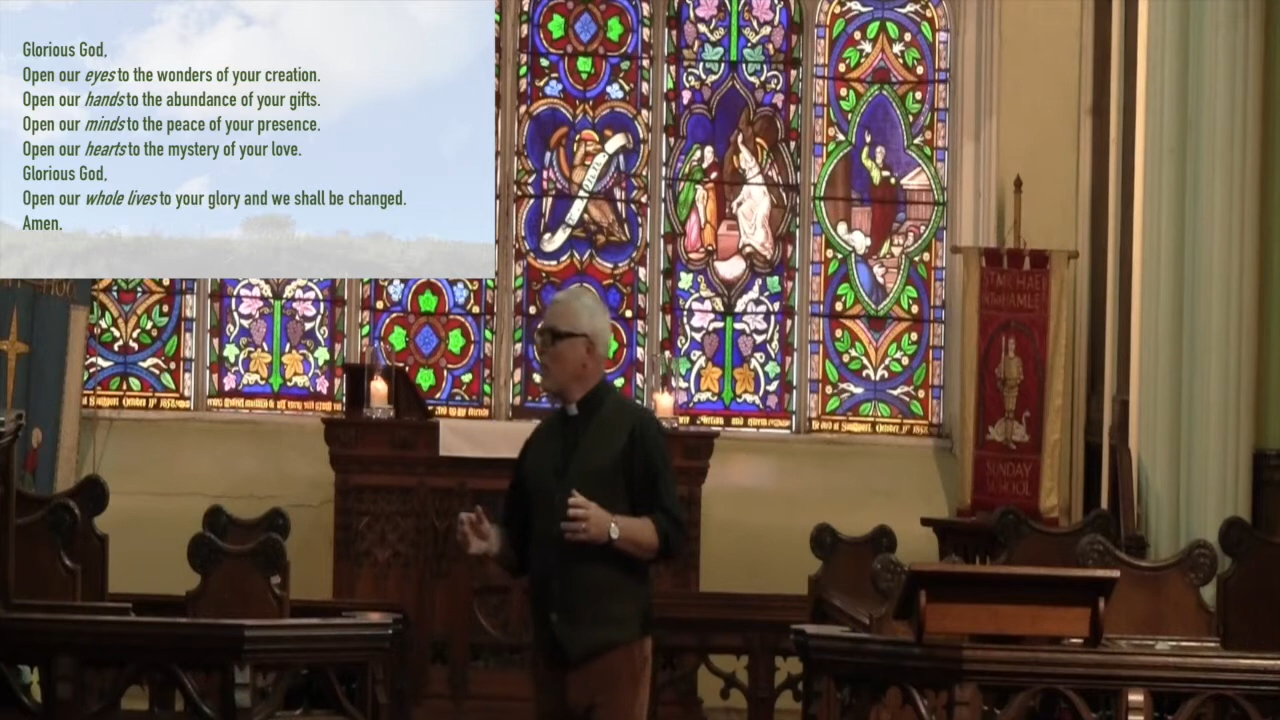 Glorious God,
Open our eyes to the wonders of your creation.
Open our hands to the abundance of your gifts.
Open our minds to the peace of your presence.
Open our hearts to the mystery of your love.
Glorious God,
Open our whole lives to your glory and we shall be changed.
Amen.
ST MICHAEL
SUNDAY
SCHOOL